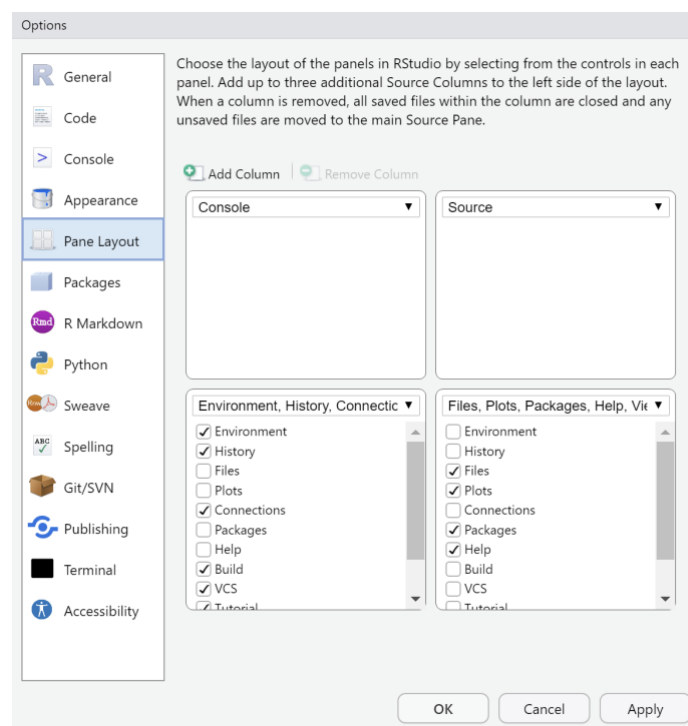 Options
General
Code
Console
Appearance
Pane Layout
Packages
R Markdown
Python
Sweave
Spelling
Git/SVN
Publishing
Terminal
Accessibility
Choose the layout of the panels in RStudio by selecting from the controls in each
panel. Add up to three additional Source Columns to the left side of the layout.
When a column is removed, all saved files within the column are closed and any
unsaved files are moved to the main Source Pane.
Add Column Remove Column
Console
Source
Environment, History, Connectic
Environment
History
Files
Plots
Connections
Packages
Help
Build
VCS
Tutorial
Files, Plots, Packages, Help, Vie
Environment
History
Files
Plots
Connections
Packages
Help
Build
VCS
Tutorial
OK Cancel Apply